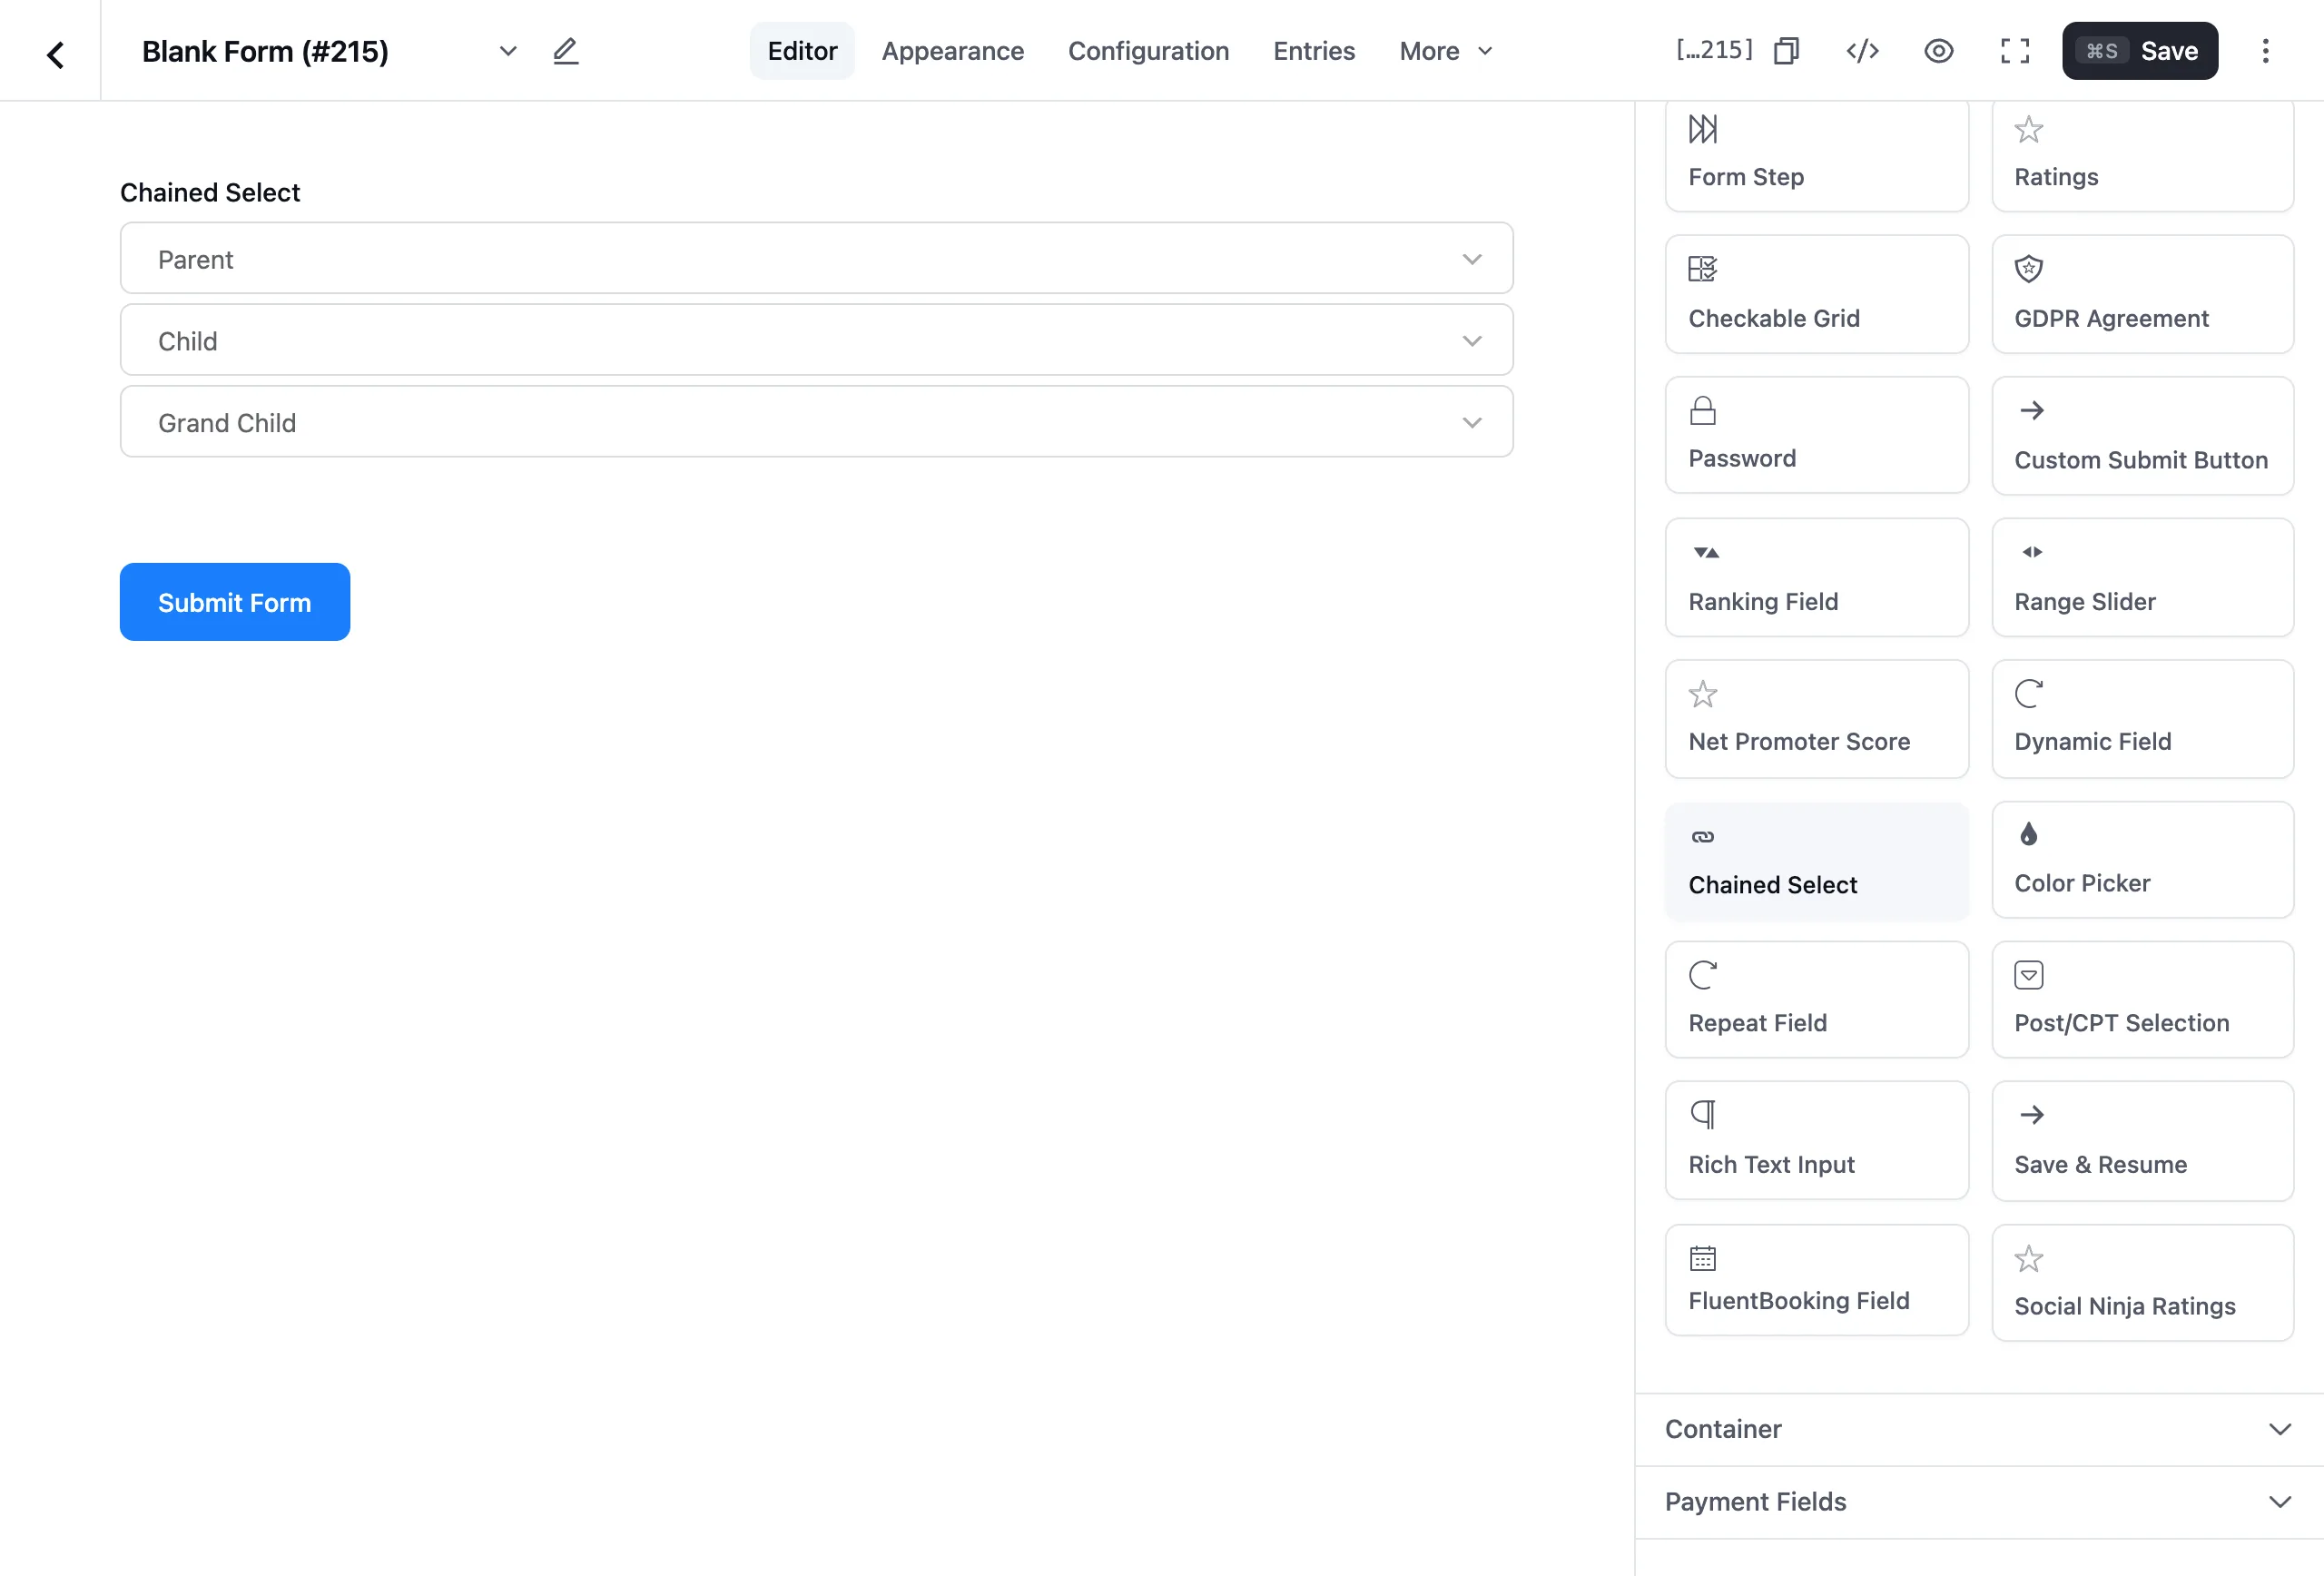 Blank Form (#215)
Editor
Appearance
Configuration
Entries
More
[…215]
⌘S Save
Chained Select
Parent
Child
Grand Child
Submit Form
Form Step
Ratings
Checkable Grid
GDPR Agreement
Password
Custom Submit Button
Ranking Field
Range Slider
Net Promoter Score
Dynamic Field
Chained Select
Color Picker
Repeat Field
Post/CPT Selection
Rich Text Input
Save & Resume
FluentBooking Field
Social Ninja Ratings
Container
Payment Fields